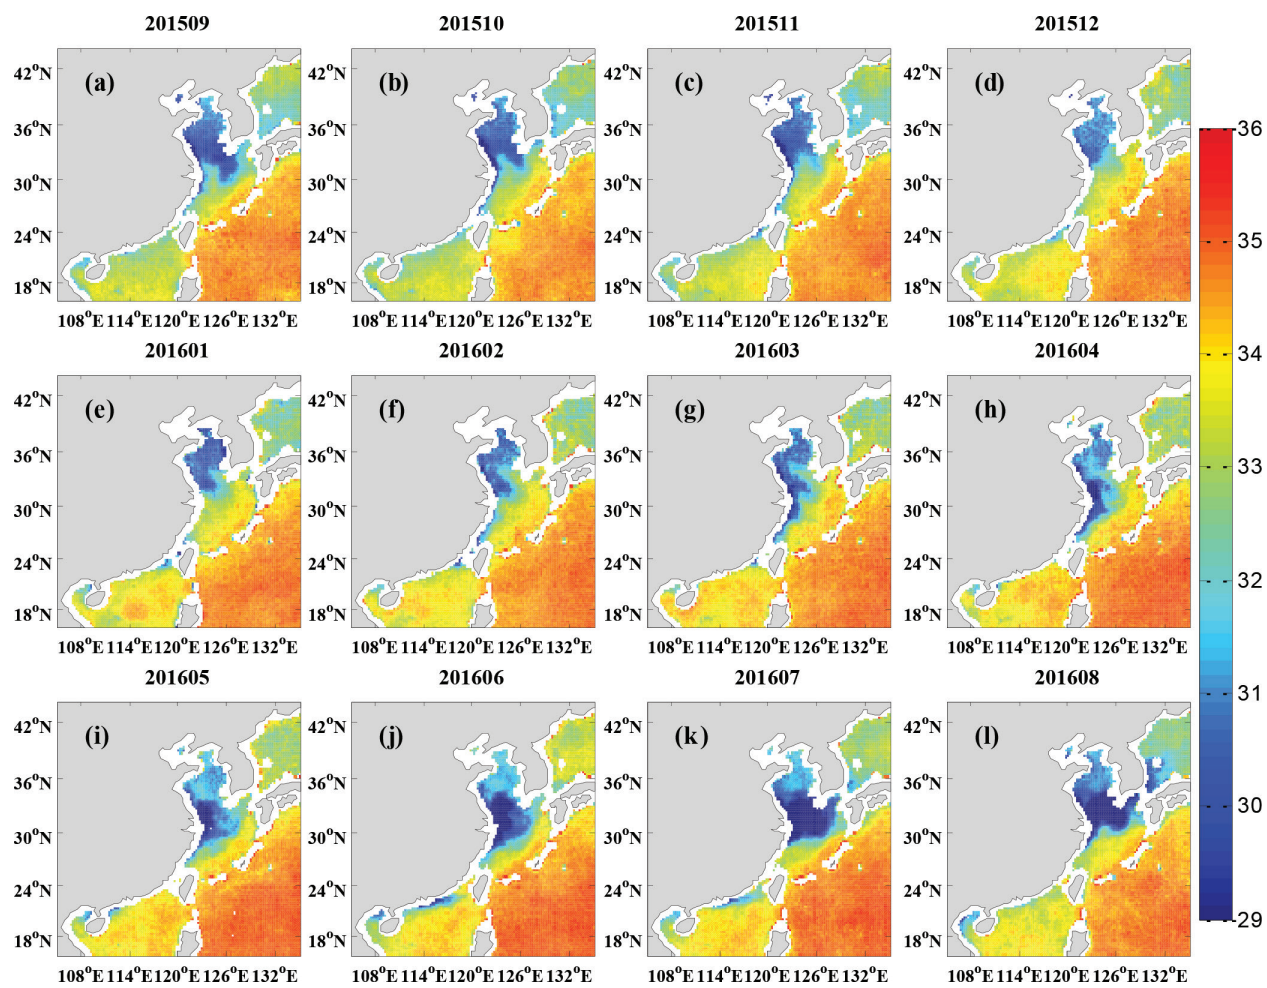 201509 201510 201511 201512
(a) (b) (c) (d)
42°N 42°N 42°N 42°N
36°N 36°N 36°N 36°N
30°N 30°N 30°N 30°N
24°N 24°N 24°N 24°N
18°N 18°N 18°N 18°N
108°E 114°E 120°E 126°E 132°E 108°E 114°E 120°E 126°E 132°E 108°E 114°E 120°E 126°E 132°E 108°E 114°E 120°E 126°E 132°E
201601 201602 201603 201604
(e) (f) (g) (h)
42°N 42°N 42°N 42°N
36°N 36°N 36°N 36°N
30°N 30°N 30°N 30°N
24°N 24°N 24°N 24°N
18°N 18°N 18°N 18°N
108°E 114°E 120°E 126°E 132°E 108°E 114°E 120°E 126°E 132°E 108°E 114°E 120°E 126°E 132°E 108°E 114°E 120°E 126°E 132°E
201605 201606 201607 201608
(i) (j) (k) (l)
42°N 42°N 42°N 42°N
36°N 36°N 36°N 36°N
30°N 30°N 30°N 30°N
24°N 24°N 24°N 24°N
18°N 18°N 18°N 18°N
108°E 114°E 120°E 126°E 132°E 108°E 114°E 120°E 126°E 132°E 108°E 114°E 120°E 126°E 132°E 108°E 114°E 120°E 126°E 132°E
36
35
34
33
32
31
30
29